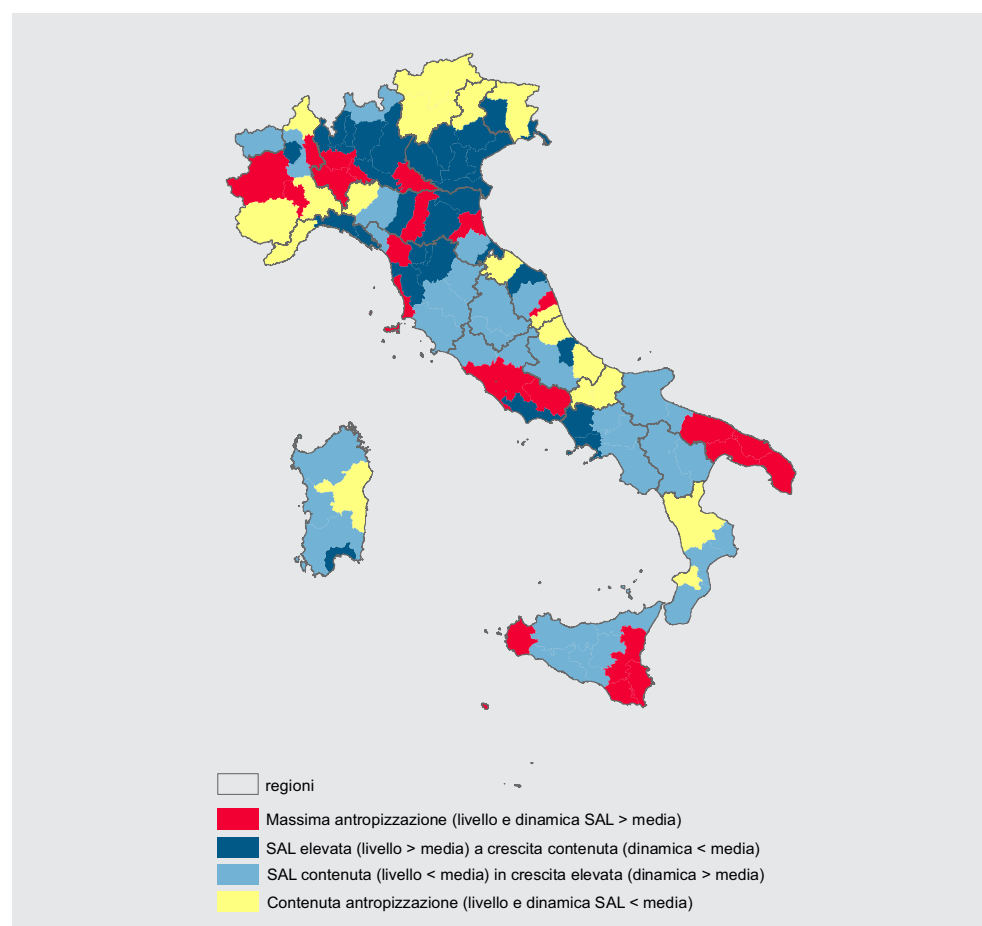 regioni
Massima antropizzazione (livello e dinamica SAL > media)
SAL elevata (livello > media) a crescita contenuta (dinamica < media)
SAL contenuta (livello < media) in crescita elevata (dinamica > media)
Contenuta antropizzazione (livello e dinamica SAL < media)